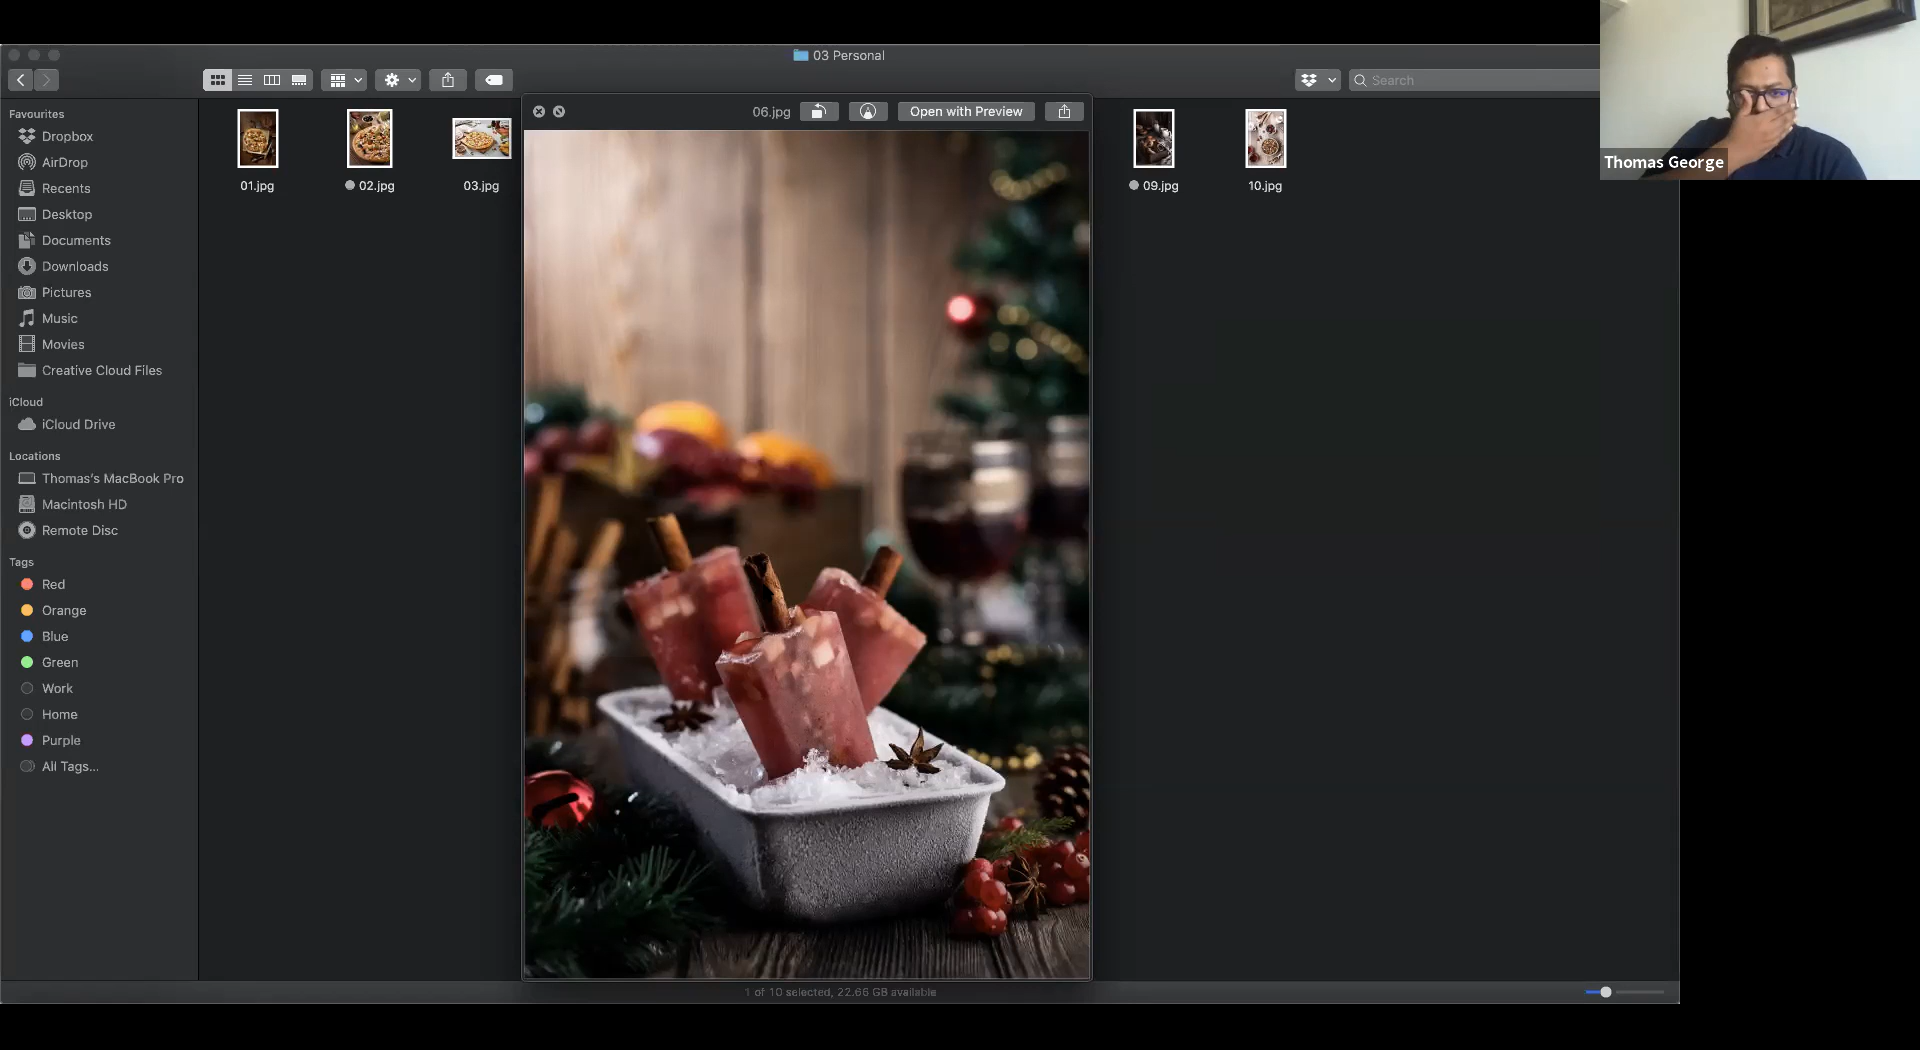 03 Personal
Search
Thomas George
Favourites
Dropbox
AirDrop
Recents
Desktop
Documents
Downloads
Pictures
Music
Movies
Creative Cloud Files
iCloud
iCloud Drive
Locations
Thomas's MacBook Pro
Macintosh HD
Remote Disc
Tags
Red
Orange
Blue
Green
Work
Home
Purple
All Tags...
01.jpg
02.jpg
03.jpg
06.jpg
Open with Preview
09.jpg
10.jpg
1 of 10 selected, 22.66 GB available